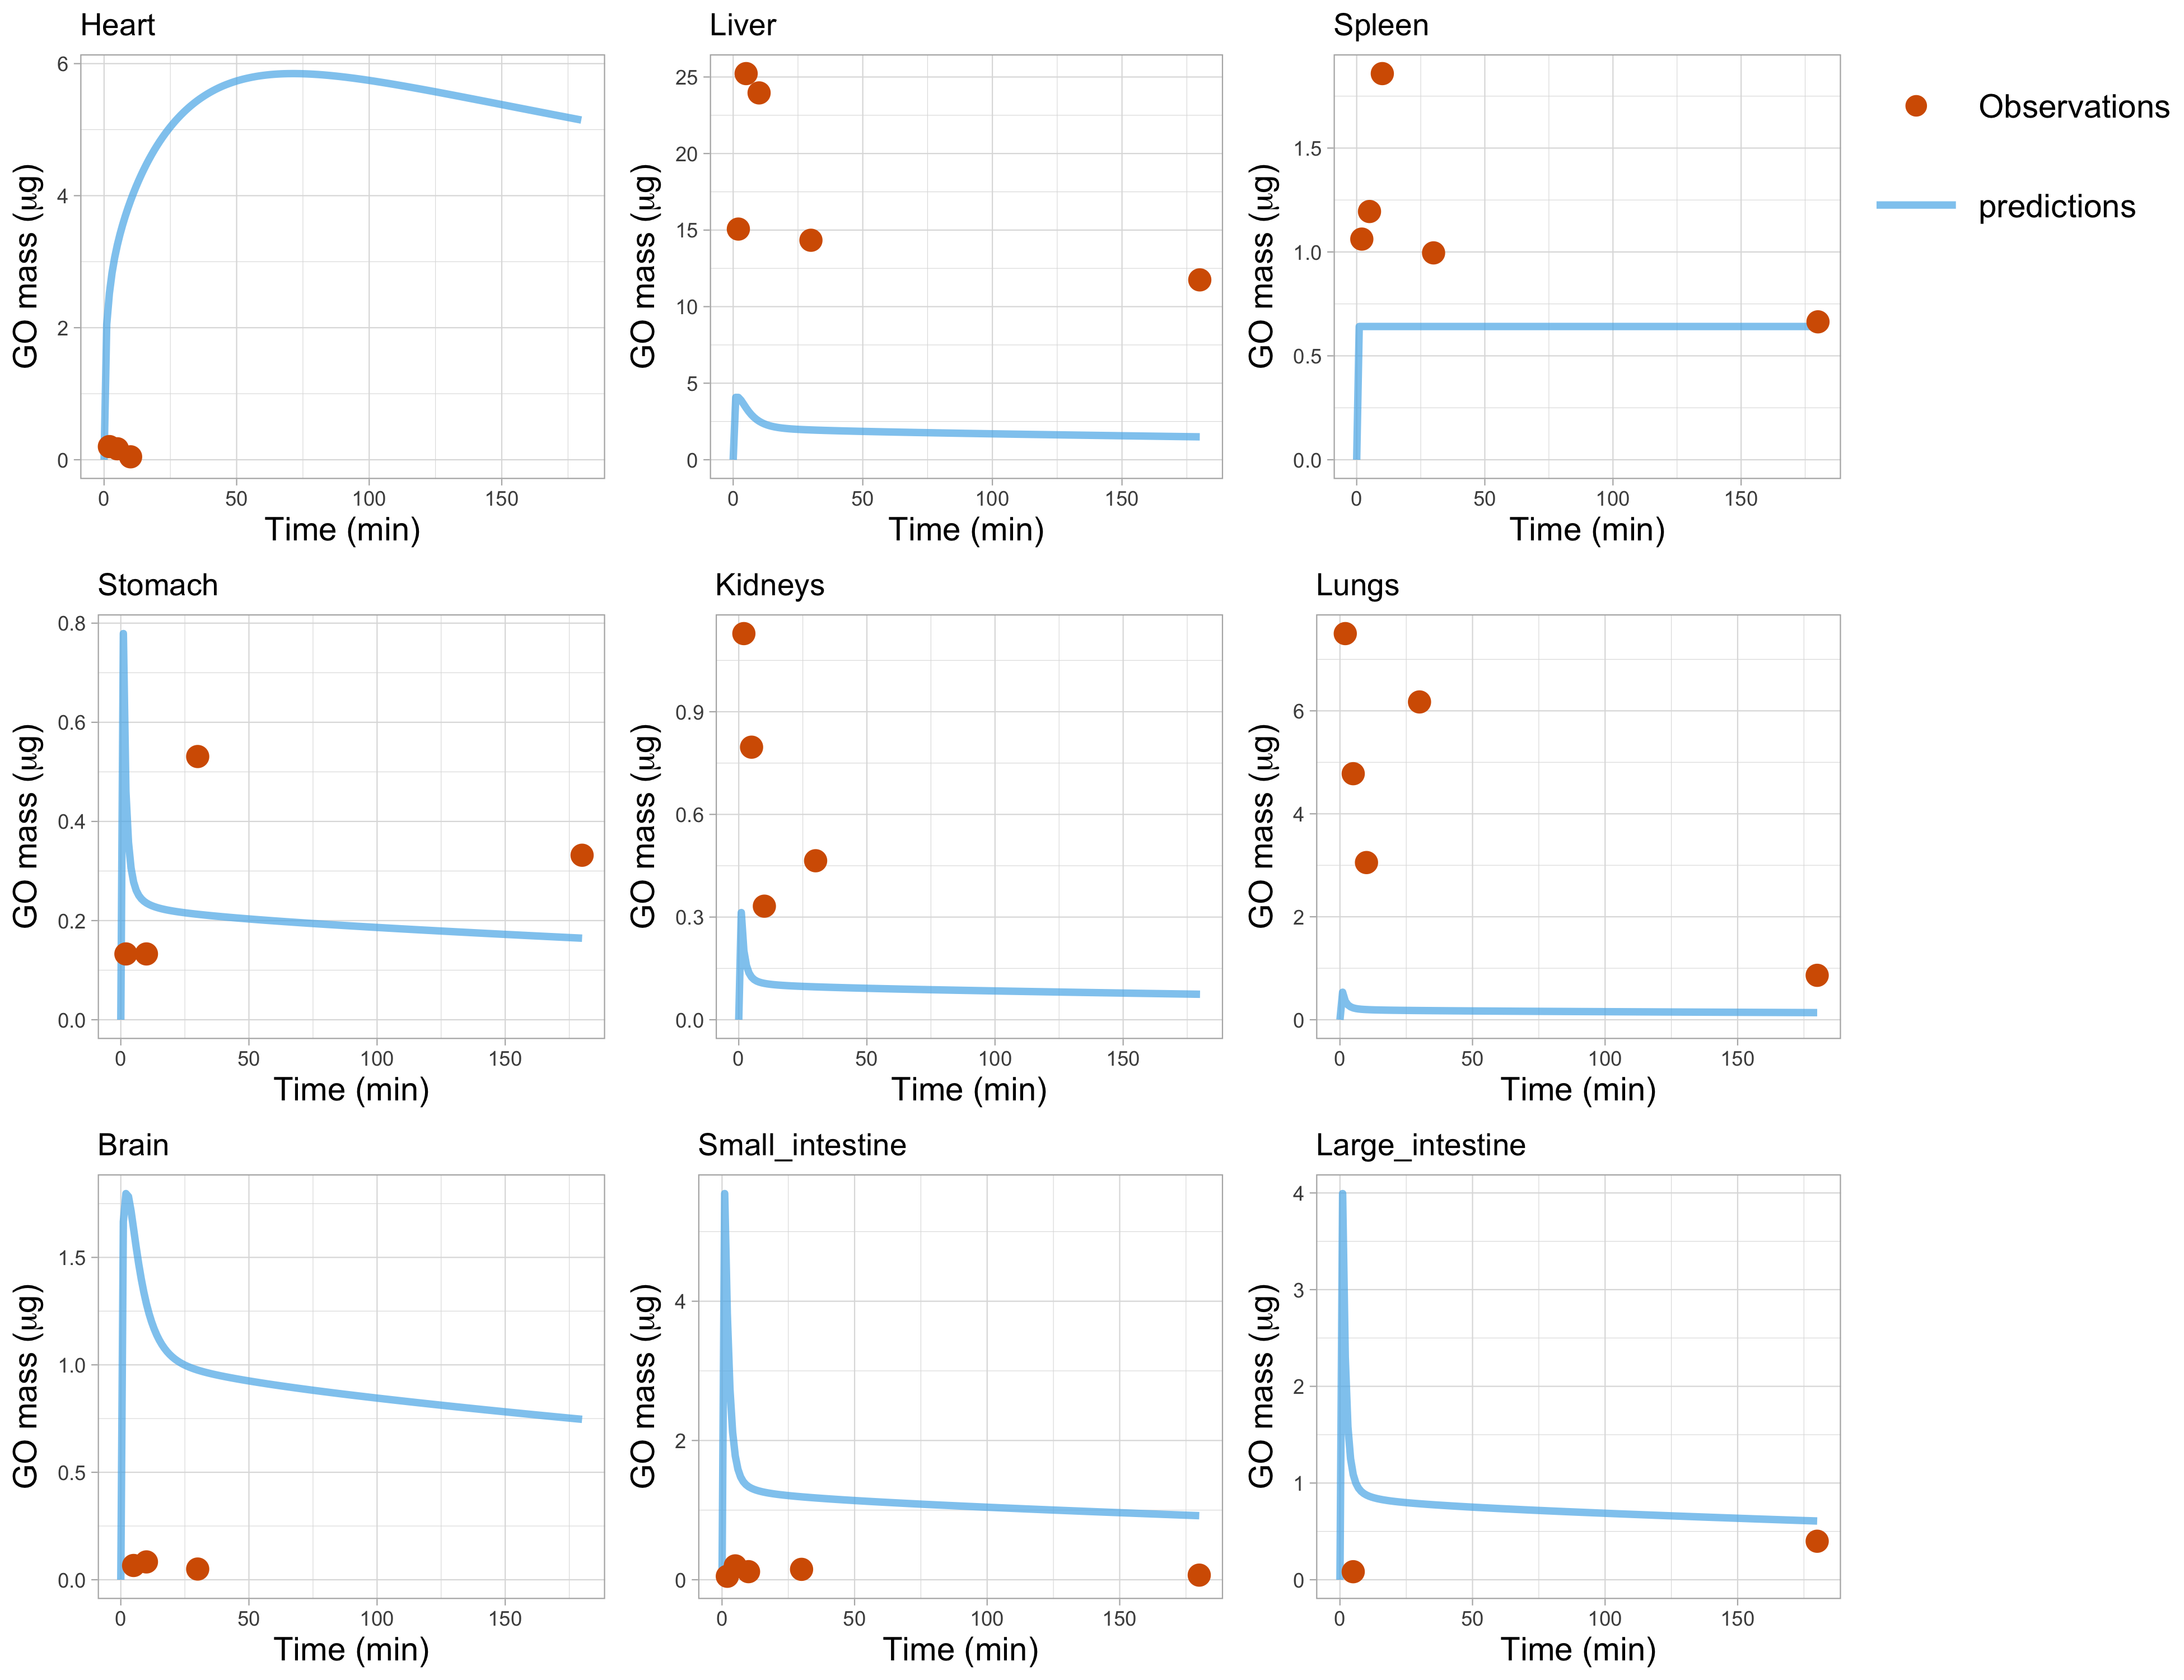 Heart
GO mass (μg)
6
4
2
0
0 50 100 150
Time (min)
Liver
GO mass (μg)
25
20
15
10
5
0
0 50 100 150
Time (min)
Spleen
GO mass (μg)
1.5
1.0
0.5
0.0
0 50 100 150
Time (min)
Observations
predictions
Stomach
GO mass (μg)
0.8
0.6
0.4
0.2
0.0
0 50 100 150
Time (min)
Kidneys
GO mass (μg)
0.9
0.6
0.3
0.0
0 50 100 150
Time (min)
Lungs
GO mass (μg)
6
4
2
0
0 50 100 150
Time (min)
Brain
GO mass (μg)
1.5
1.0
0.5
0.0
0 50 100 150
Time (min)
Small_intestine
GO mass (μg)
4
2
0
0 50 100 150
Time (min)
Large_intestine
GO mass (μg)
4
3
2
1
0
0 50 100 150
Time (min)